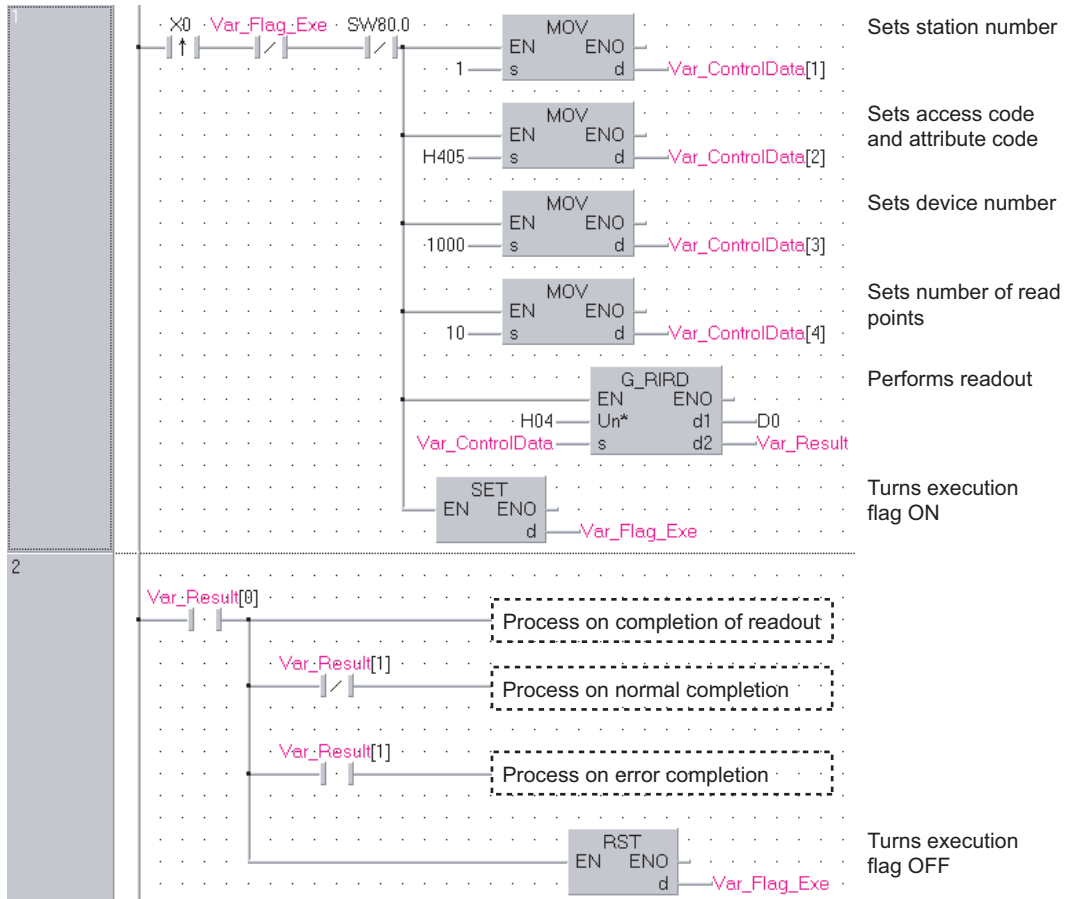 1
X0 Var_Flag_Exe SW80.0
MOV
EN ENO
1 s d Var_ControlData[1]
Sets station number
MOV
EN ENO
H405 s d Var_ControlData[2]
Sets access code
and attribute code
MOV
EN ENO
1000 s d Var_ControlData[3]
Sets device number
MOV
EN ENO
10 s d Var_ControlData[4]
Sets number of read
points
G_RIRD
EN ENO
H04 Un* d1 D0
Var_ControlData s d2 Var_Result
Performs readout
SET
EN ENO
d Var_Flag_Exe
Turns execution
flag ON
2
Var_Result[0]
Process on completion of readout
Var_Result[1]
Process on normal completion
Var_Result[1]
Process on error completion
RST
EN ENO
d Var_Flag_Exe
Turns execution
flag OFF